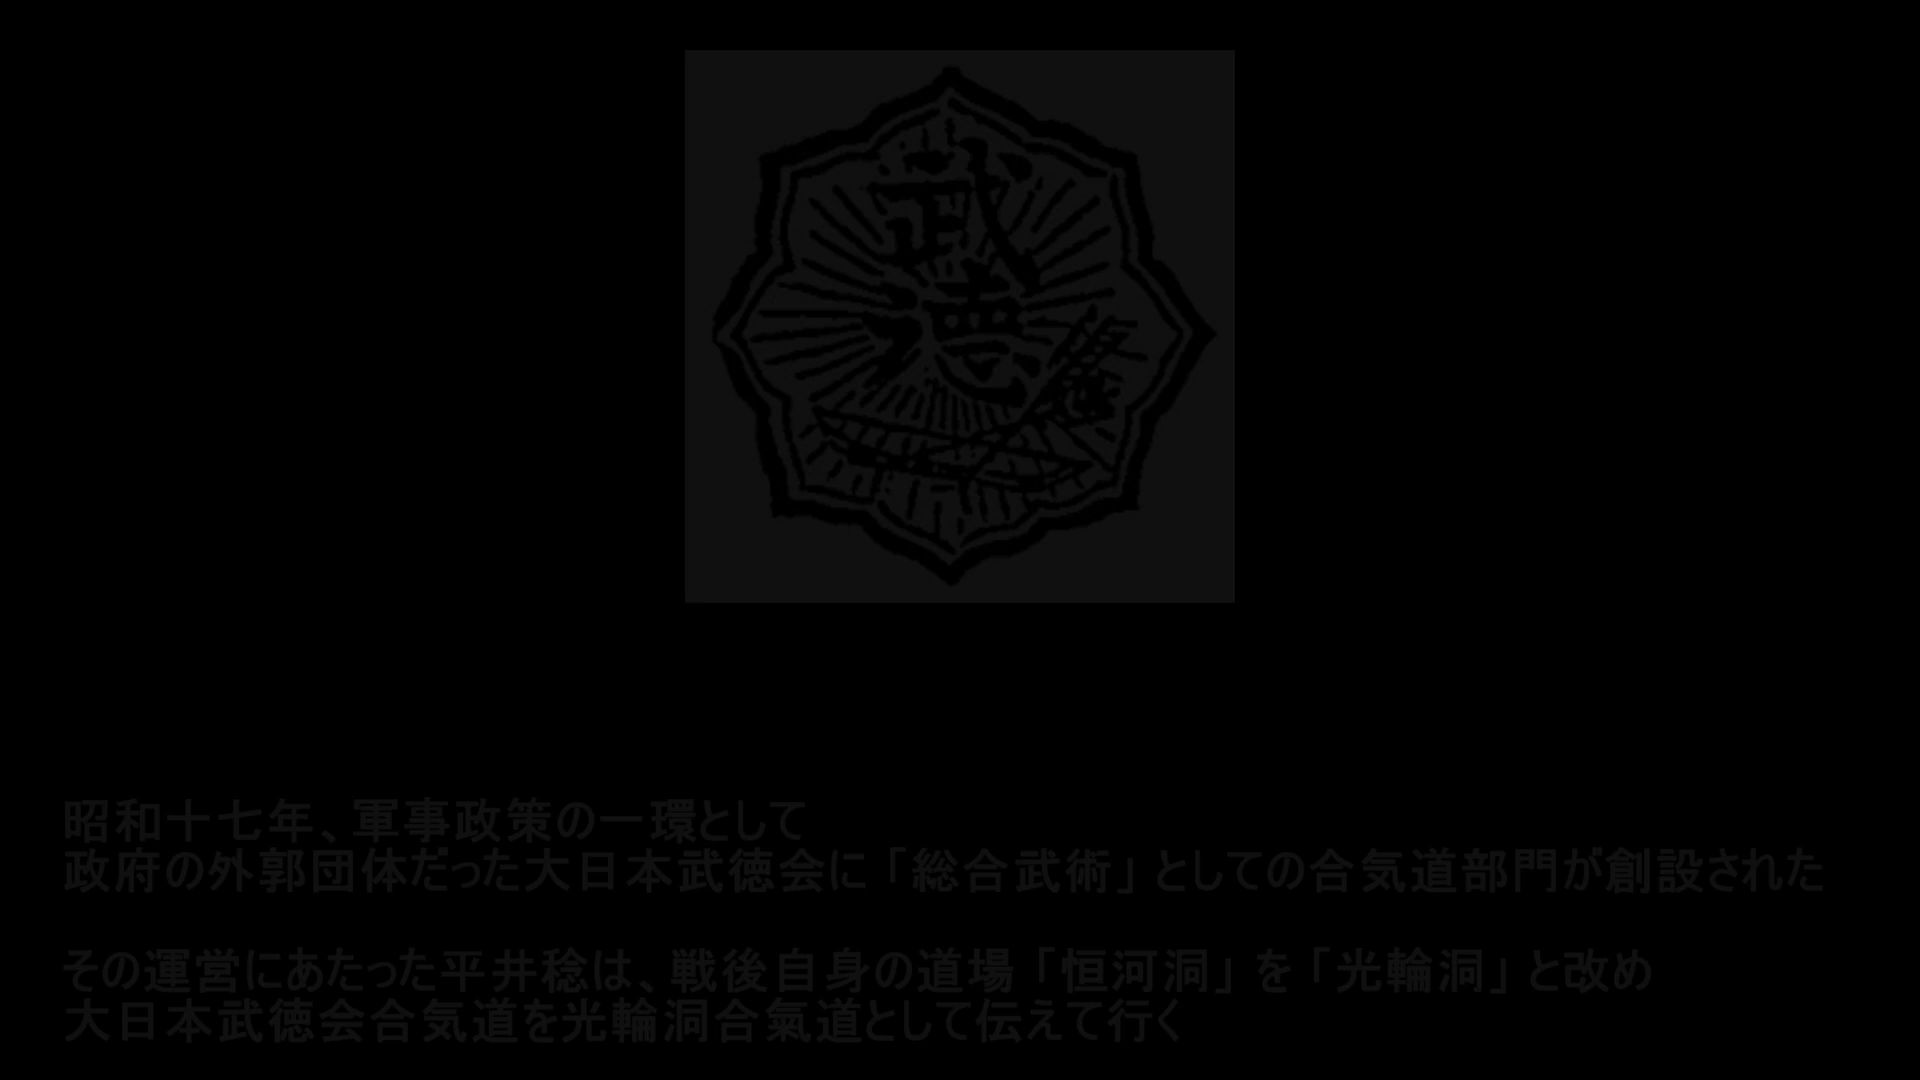 武徳
昭和十七年、軍事政策の一環として
政府の外郭団体だった大日本武徳会に「総合武術」としての合気道部門が創設された
その運営にあたった平井稔は、戦後自身の道場「恒河洞」を「光輪洞」と改め
大日本武徳会合気道を光輪洞合氣道として伝えて行く